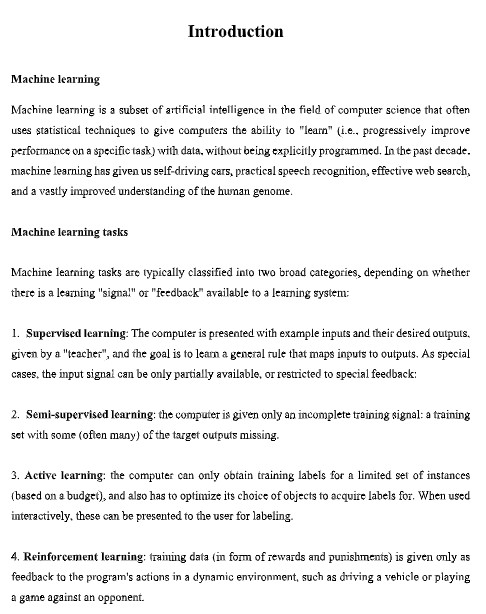 Introduction
Machine learning
Machine learning is a subset of artificial intelligence in the field of computer science that often
uses statistical techniques to give computers the ability to "learn" (i.e., progressively improve
performance on a specific task) with data, without being explicitly programmed. In the past decade,
machine learning has given us self-driving cars, practical speech recognition, effective web search,
and a vastly improved understanding of the human genome.
Machine learning tasks
Machine learning tasks are typically classified into two broad categories, depending on whether
there is a learning "signal" or "feedback" available to a learning system:
1. Supervised learning: The computer is presented with example inputs and their desired outputs,
given by a "teacher", and the goal is to learn a general rule that maps inputs to outputs. As special
cases, the input signal can be only partially available, or restricted to special feedback:
2. Semi-supervised learning: the computer is given only an incomplete training signal: a training
set with some (often many) of the target outputs missing.
3. Active learning: the computer can only obtain training labels for a limited set of instances
(based on a budget), and also has to optimize its choice of objects to acquire labels for. When used
interactively, these can be presented to the user for labeling.
4. Reinforcement learning: training data (in form of rewards and punishments) is given only as
feedback to the program's actions in a dynamic environment, such as driving a vehicle or playing
a game against an opponent.